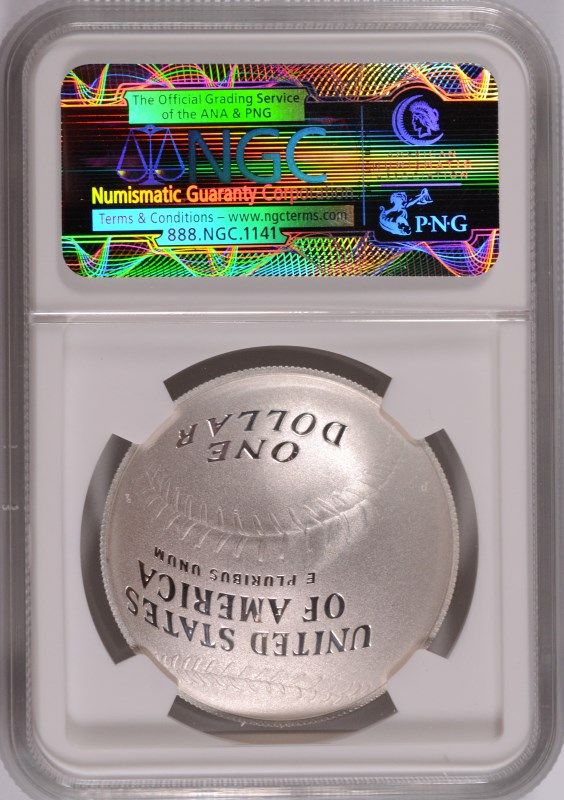 The Official Grading Service
of the ANA & PNG
NGC
Numismatic Guaranty Corporation
Terms & Conditions – www.ngcterms.com
888.NGC.1141
P·N·G
UNITED STATES
OF AMERICA
E PLURIBUS UNUM
ONE
DOLLAR